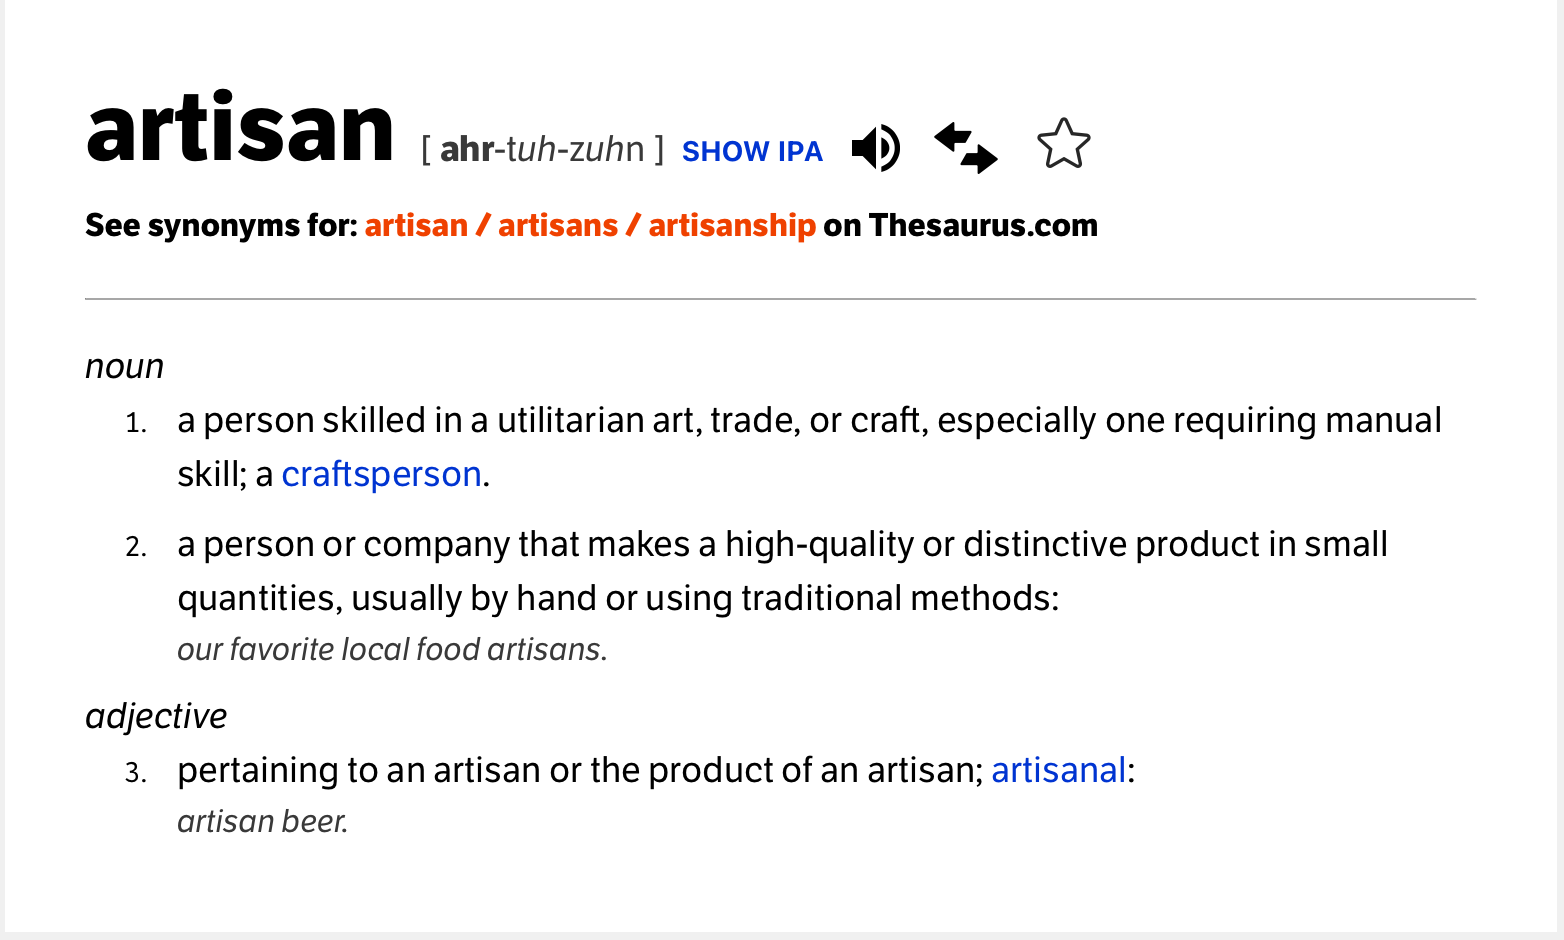 artisan [ ahr-tuh-zuhn ] SHOW IPA
See synonyms for: artisan / artisans / artisanship on Thesaurus.com
noun
1. a person skilled in a utilitarian art, trade, or craft, especially one requiring manual
skill; a craftsperson.
2. a person or company that makes a high-quality or distinctive product in small
quantities, usually by hand or using traditional methods:
our favorite local food artisans.
adjective
3. pertaining to an artisan or the product of an artisan; artisanal:
artisan beer.